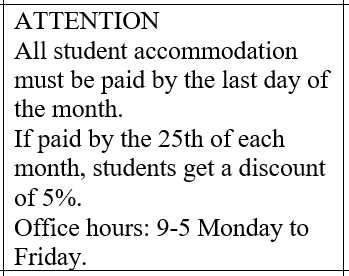 ATTENTION
All student accommodation
must be paid by the last day of
the month.
If paid by the 25th of each
month, students get a discount
of 5%.
Office hours: 9-5 Monday to
Friday.